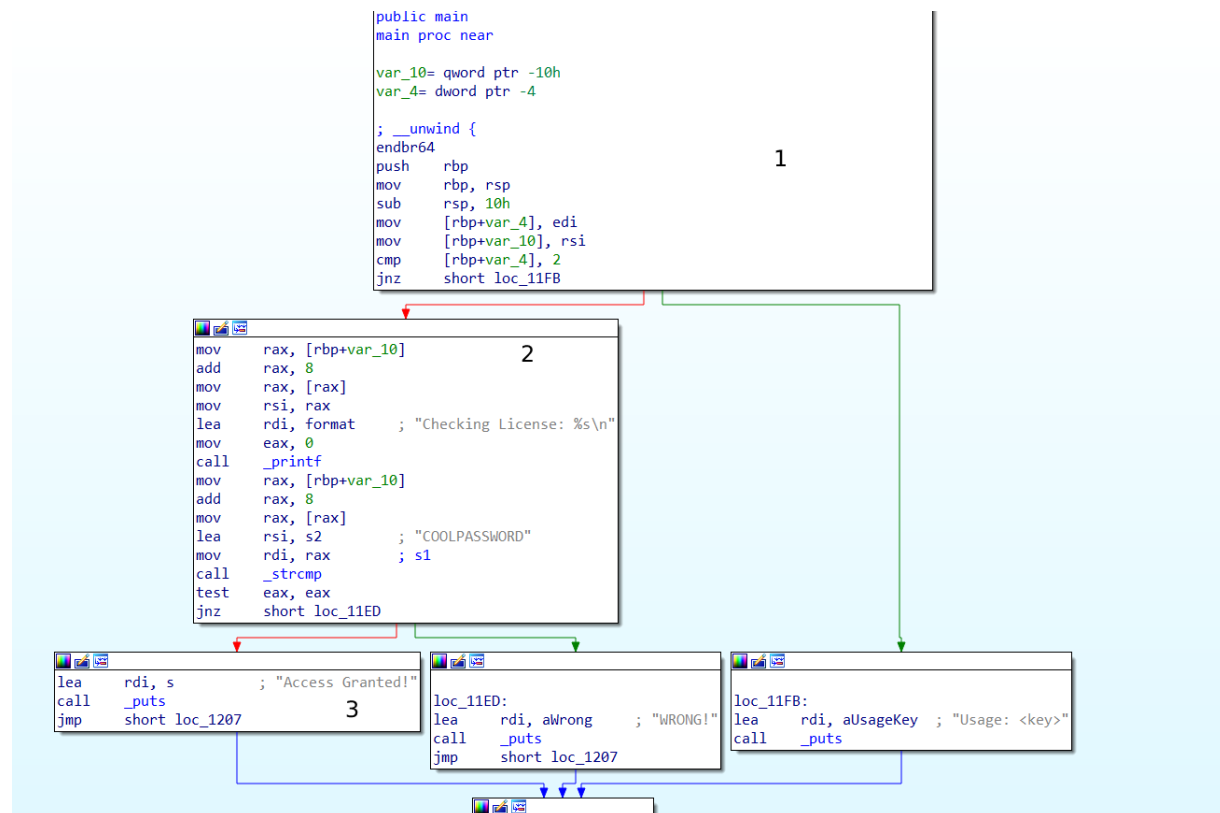 public main
main proc near
var_10= qword ptr -10h
var_4= dword ptr -4
; __unwind {
endbr64
push rbp
mov rbp, rsp
sub rsp, 10h
mov [rbp+var_4], edi
mov [rbp+var_10], rsi
cmp [rbp+var_4], 2
jnz short loc_11FB
1
mov rax, [rbp+var_10]
add rax, 8
mov rax, [rax]
mov rsi, rax
lea rdi, format ; "Checking License: %s\n"
mov eax, 0
call _printf
mov rax, [rbp+var_10]
add rax, 8
mov rax, [rax]
lea rsi, s2 ; "COOLPASSWORD"
mov rdi, rax ; s1
call _strcmp
test eax, eax
jnz short loc_11ED
2
lea rdi, s ; "Access Granted!"
call _puts
jmp short loc_1207
3
loc_11ED:
lea rdi, aWrong ; "WRONG!"
call _puts
jmp short loc_1207
loc_11FB:
lea rdi, aUsageKey ; "Usage: <key>"
call _puts